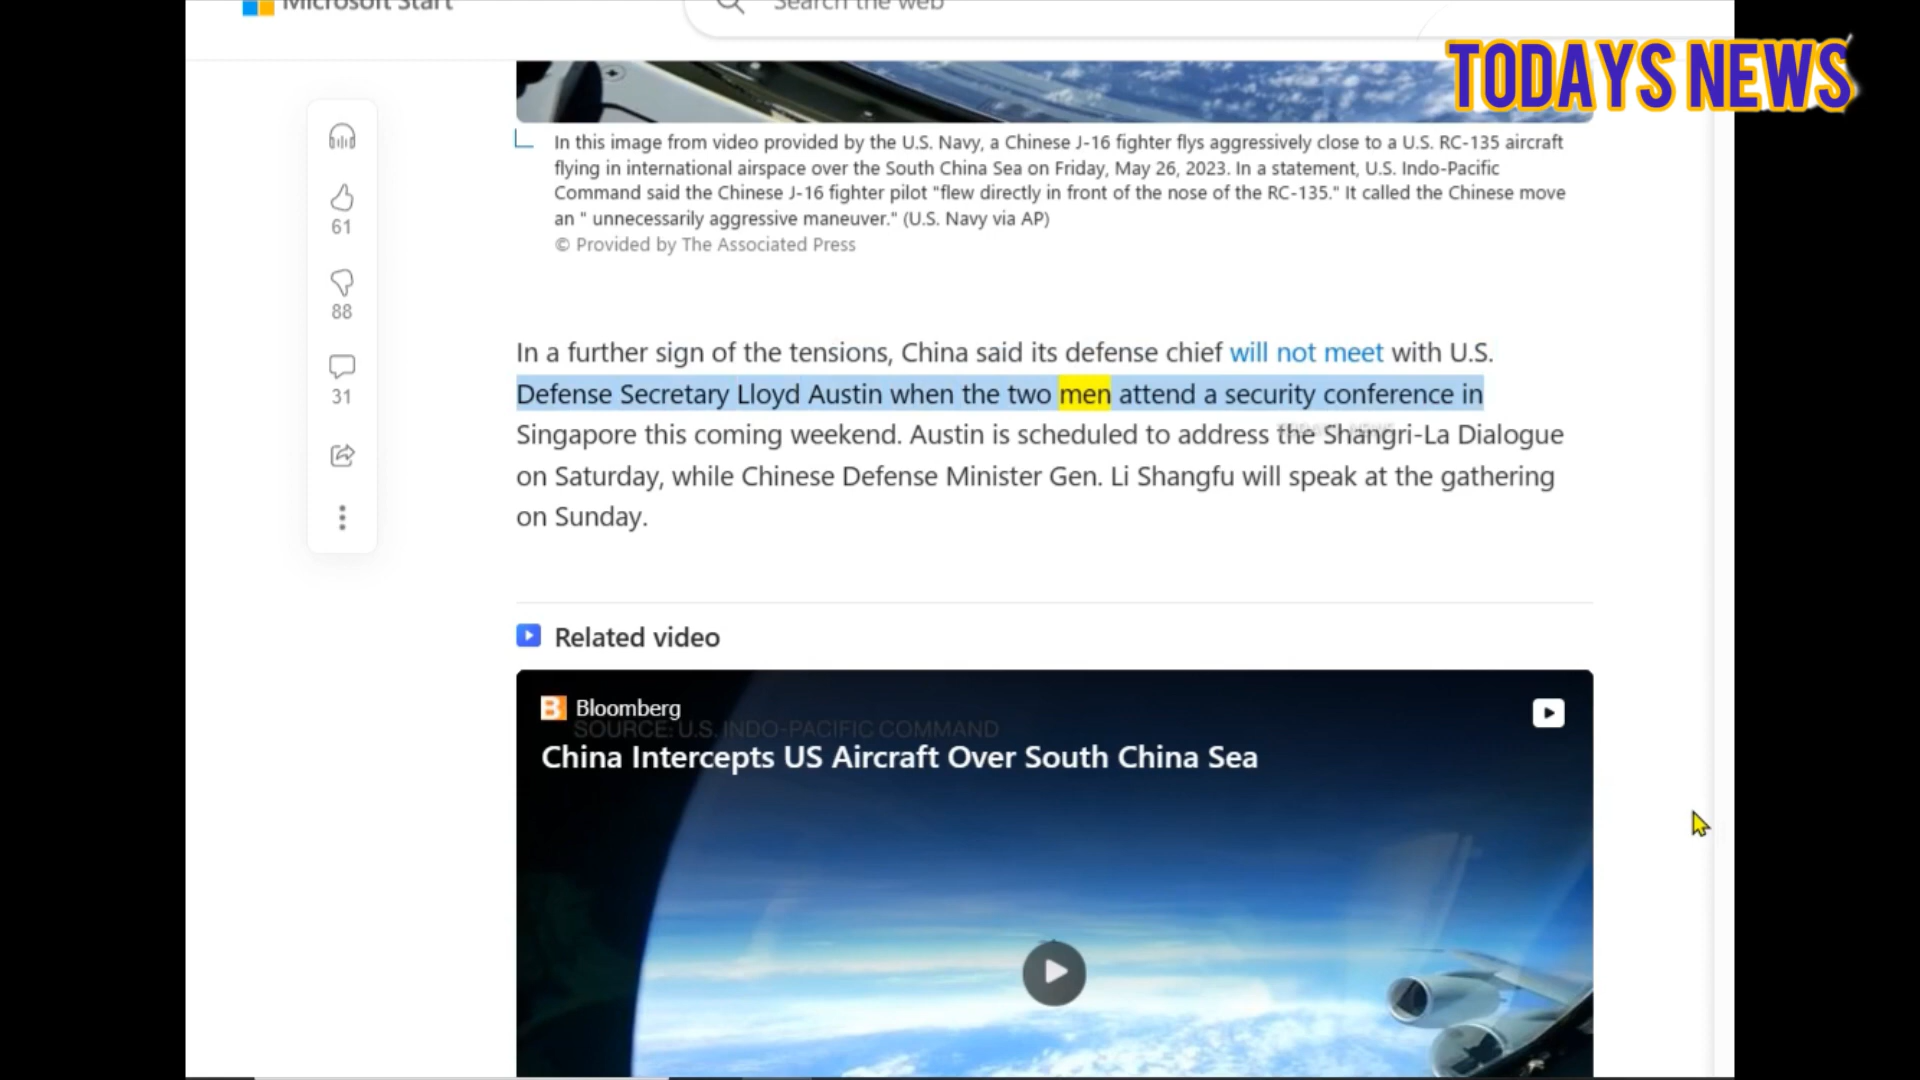 Microsoft Start
Search the web
TODAYS NEWS
In this image from video provided by the U.S. Navy, a Chinese J-16 fighter flys aggressively close to a U.S. RC-135 aircraft
flying in international airspace over the South China Sea on Friday, May 26, 2023. In a statement, U.S. Indo-Pacific
Command said the Chinese J-16 fighter pilot "flew directly in front of the nose of the RC-135." It called the Chinese move
an " unnecessarily aggressive maneuver." (U.S. Navy via AP)
© Provided by The Associated Press
61
88
31
In a further sign of the tensions, China said its defense chief will not meet with U.S.
Defense Secretary Lloyd Austin when the two men attend a security conference in
Singapore this coming weekend. Austin is scheduled to address the Shangri-La Dialogue
on Saturday, while Chinese Defense Minister Gen. Li Shangfu will speak at the gathering
on Sunday.
Related video
Bloomberg
SOURCE: U.S. INDO-PACIFIC COMMAND
China Intercepts US Aircraft Over South China Sea